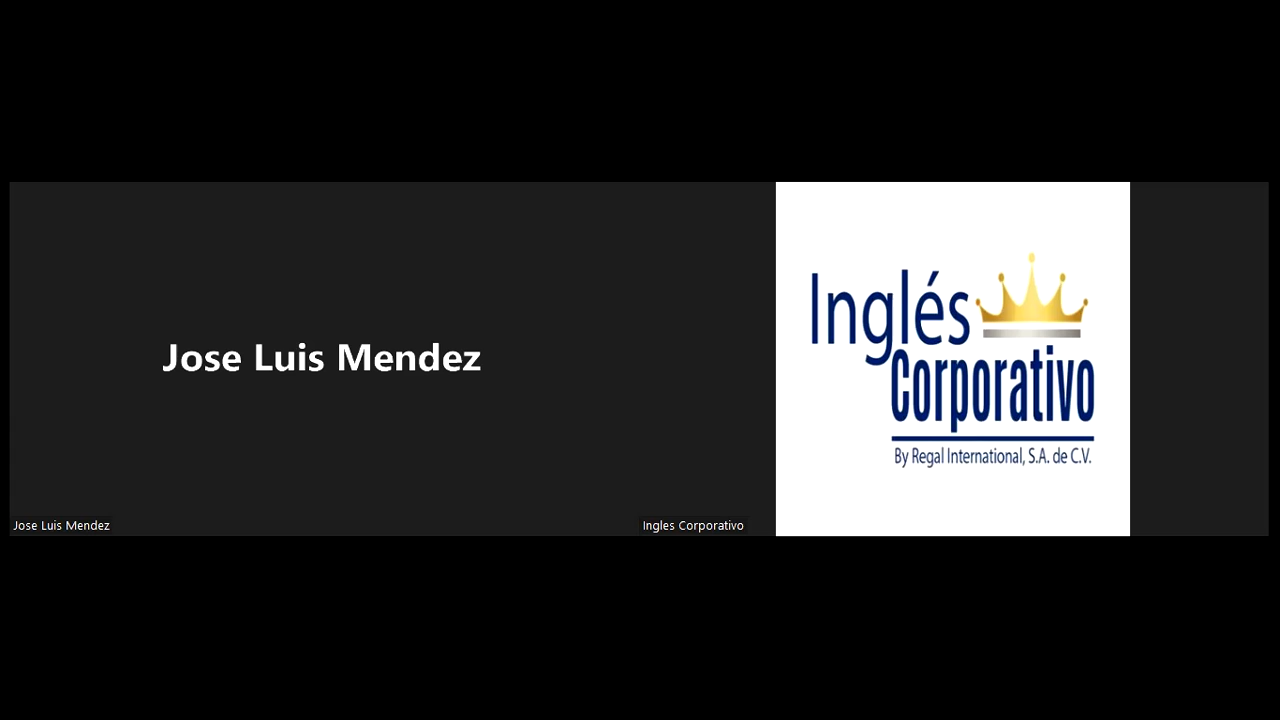 Jose Luis Mendez
Jose Luis Mendez
Ingles Corporativo
Inglés
Corporativo
By Regal International, S.A. de C.V.